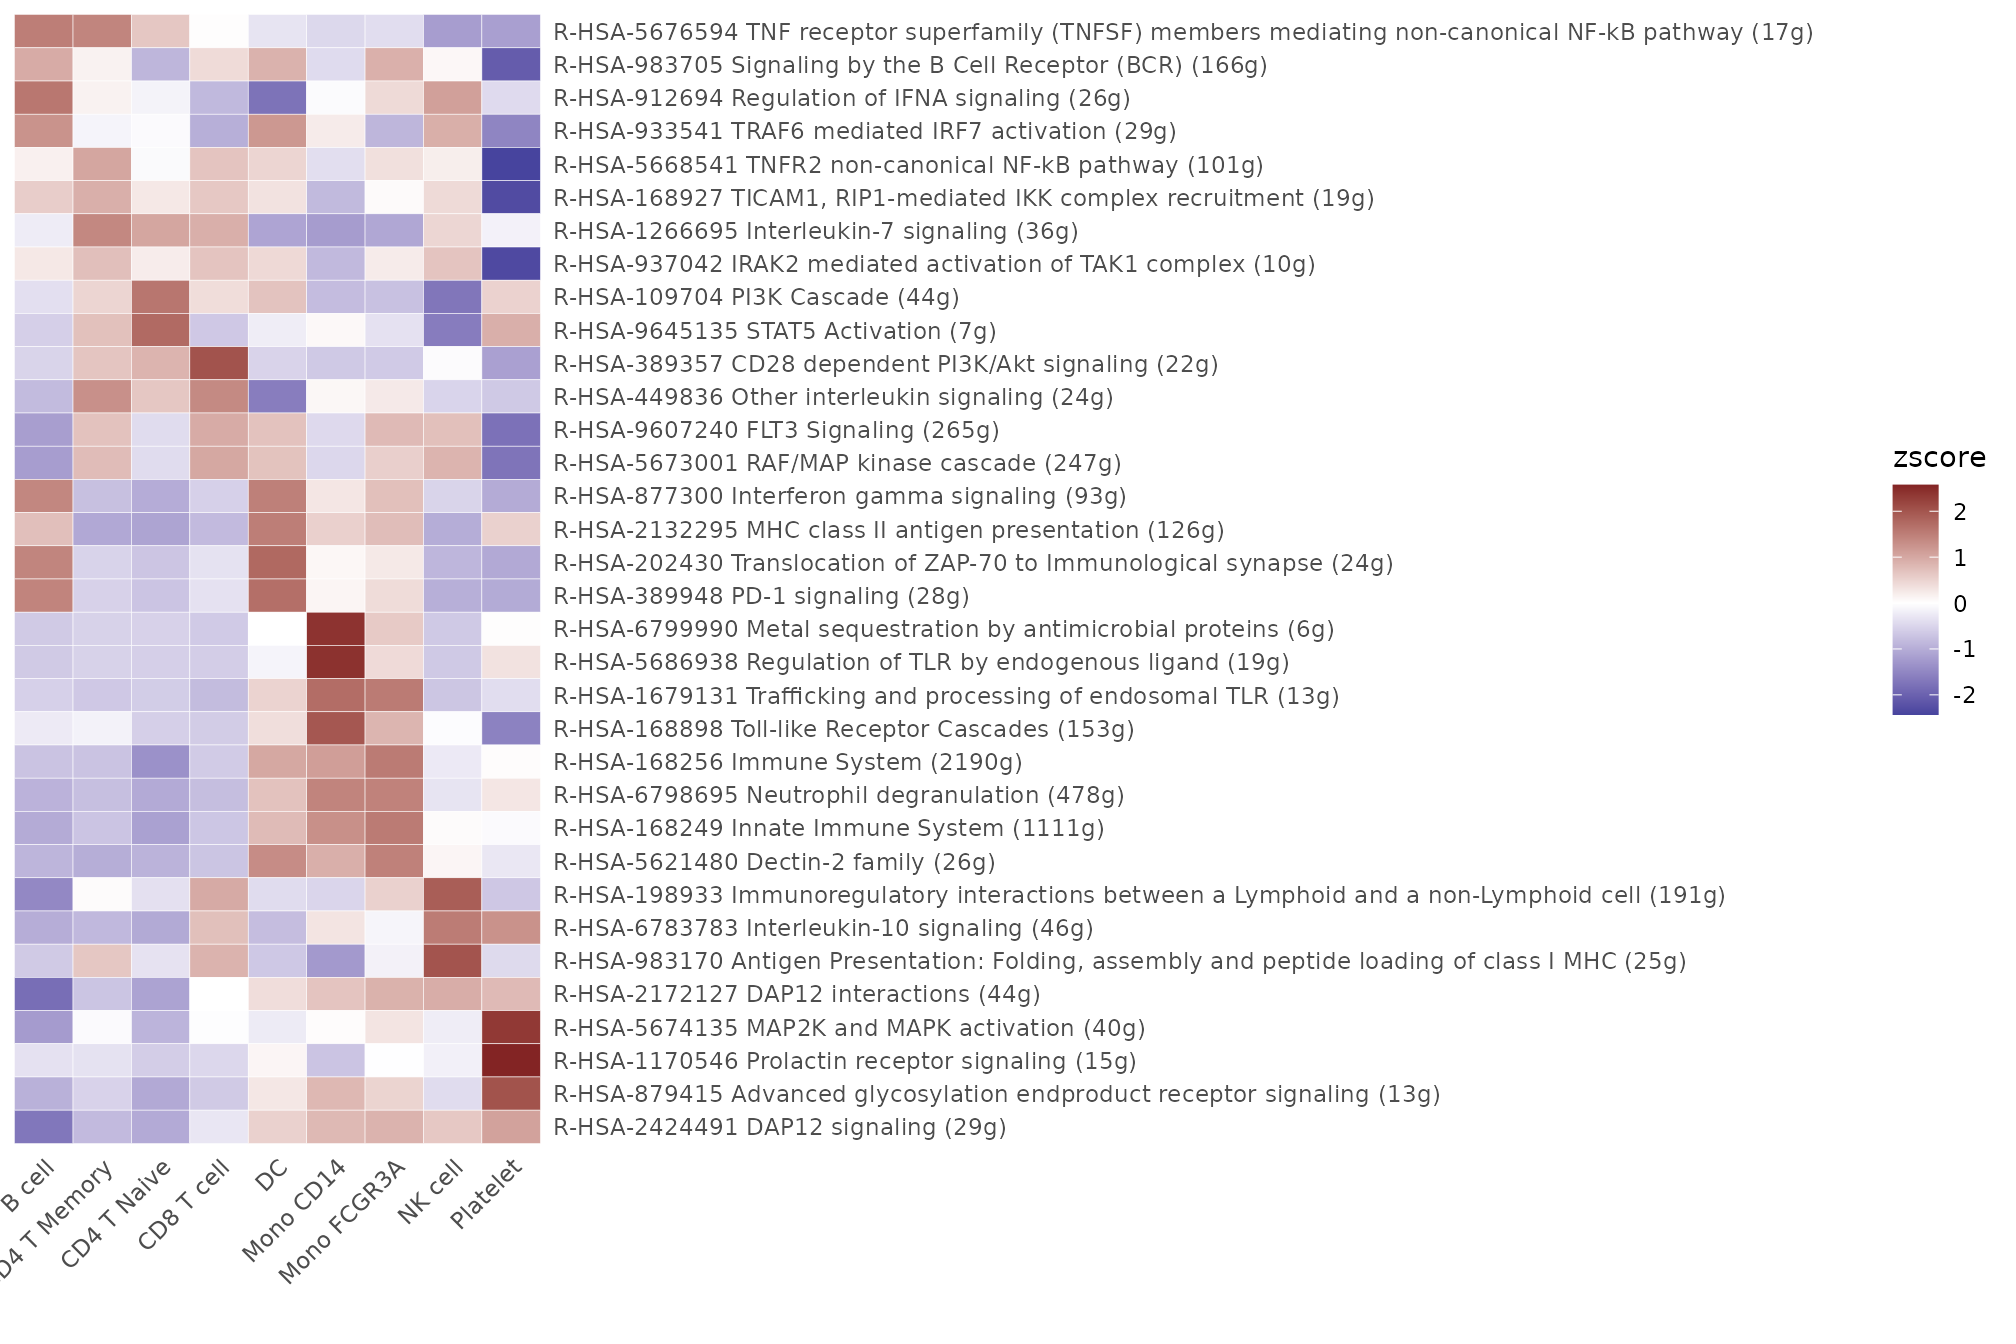 R-HSA-5676594 TNF receptor superfamily (TNFSF) members mediating non-canonical NF-kB pathway (17g)
R-HSA-983705 Signaling by the B Cell Receptor (BCR) (166g)
R-HSA-912694 Regulation of IFNA signaling (26g)
R-HSA-933541 TRAF6 mediated IRF7 activation (29g)
R-HSA-5668541 TNFR2 non-canonical NF-kB pathway (101g)
R-HSA-168927 TICAM1, RIP1-mediated IKK complex recruitment (19g)
R-HSA-1266695 Interleukin-7 signaling (36g)
R-HSA-937042 IRAK2 mediated activation of TAK1 complex (10g)
R-HSA-109704 PI3K Cascade (44g)
R-HSA-9645135 STAT5 Activation (7g)
R-HSA-389357 CD28 dependent PI3K/Akt signaling (22g)
R-HSA-449836 Other interleukin signaling (24g)
R-HSA-9607240 FLT3 Signaling (265g)
R-HSA-5673001 RAF/MAP kinase cascade (247g)
R-HSA-877300 Interferon gamma signaling (93g)
R-HSA-2132295 MHC class II antigen presentation (126g)
R-HSA-202430 Translocation of ZAP-70 to Immunological synapse (24g)
R-HSA-389948 PD-1 signaling (28g)
R-HSA-6799990 Metal sequestration by antimicrobial proteins (6g)
R-HSA-5686938 Regulation of TLR by endogenous ligand (19g)
R-HSA-1679131 Trafficking and processing of endosomal TLR (13g)
R-HSA-168898 Toll-like Receptor Cascades (153g)
R-HSA-168256 Immune System (2190g)
R-HSA-6798695 Neutrophil degranulation (478g)
R-HSA-168249 Innate Immune System (1111g)
R-HSA-5621480 Dectin-2 family (26g)
R-HSA-198933 Immunoregulatory interactions between a Lymphoid and a non-Lymphoid cell (191g)
R-HSA-6783783 Interleukin-10 signaling (46g)
R-HSA-983170 Antigen Presentation: Folding, assembly and peptide loading of class I MHC (25g)
R-HSA-2172127 DAP12 interactions (44g)
R-HSA-5674135 MAP2K and MAPK activation (40g)
R-HSA-1170546 Prolactin receptor signaling (15g)
R-HSA-879415 Advanced glycosylation endproduct receptor signaling (13g)
R-HSA-2424491 DAP12 signaling (29g)
B cell
D4 T Memory
CD4 T Naive
CD8 T cell
DC
Mono CD14
Mono FCGR3A
NK cell
Platelet
zscore
2
1
0
-1
-2